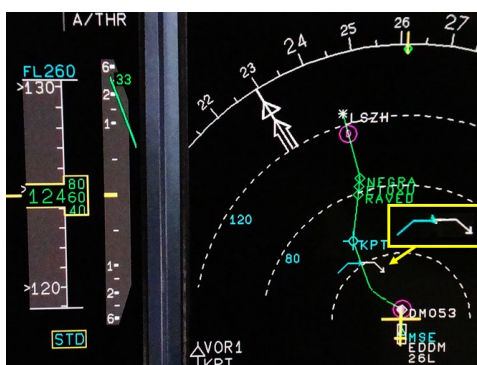 A/THR
FL260
130
124
80
60
40
120
STD
6
2
1
1
2
6
33
22
23
24
25
26
27
LSZH
NEGRA
RAVED
120
KPT
80
DM053
MSE
EDDM
26L
VOR1
KPT